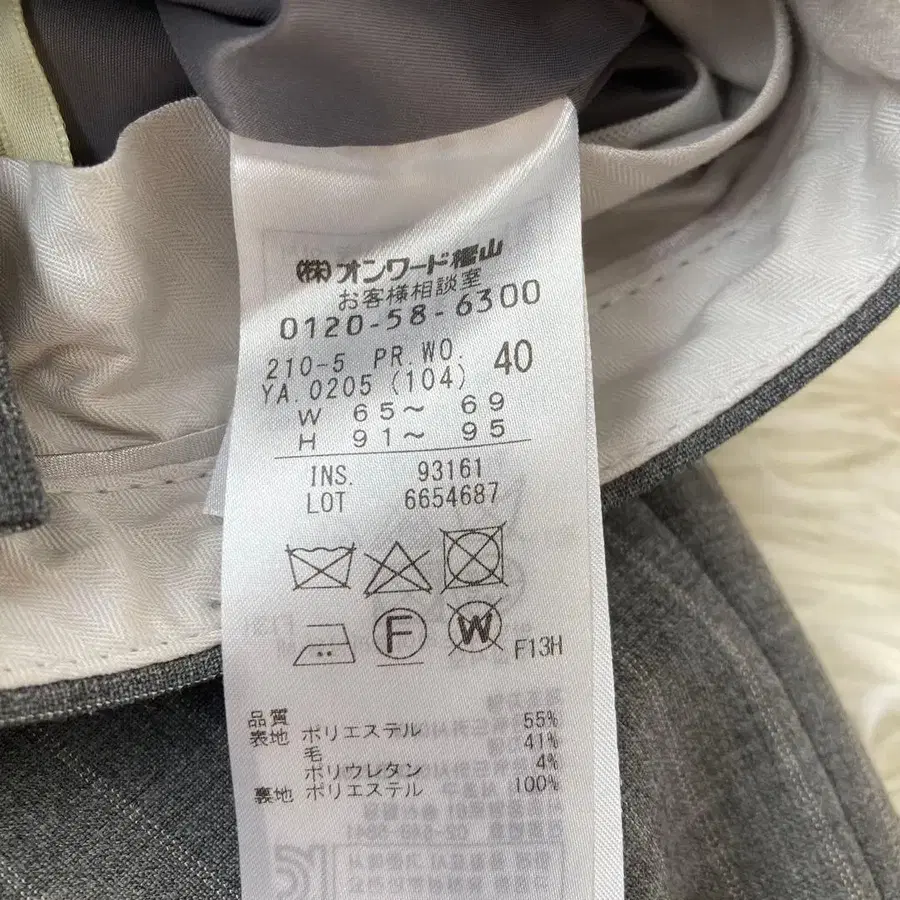 ㈱オンワード樫山
お客様相談室
0120-58-6300
210-5 PR.WO. 40
YA.0205 (104)
W 65～ 69
H 91～ 95
INS. 93161
LOT 6654687
F W F13H
品質
表地 ポリエステル 55%
毛 41%
ポリウレタン 4%
裏地 ポリエステル 100%